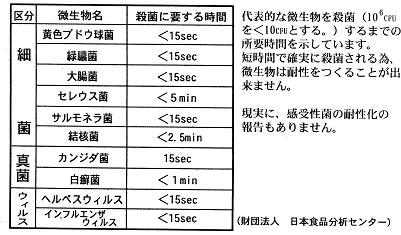 区分 微生物名 殺菌に要する時間
細菌 黄色ブドウ球菌 <15sec
緑膿菌 <15sec
大腸菌 <15sec
セレウス菌 <5min
サルモネラ菌 <15sec
結核菌 <2.5min
真菌 カンジダ菌 15sec
白癬菌 <1min
ウィルス ヘルペスウィルス <15sec
インフルエンザウィルス <15sec
代表的な微生物を殺菌（10⁶CFU
を<10CFUとする。）するまでの
所要時間を示しています。
短時間で確実に殺菌される為、
微生物は耐性をつくることが出
来ません。
現実に、感受性菌の耐性化の
報告もありません。
（財団法人 日本食品分析センター）